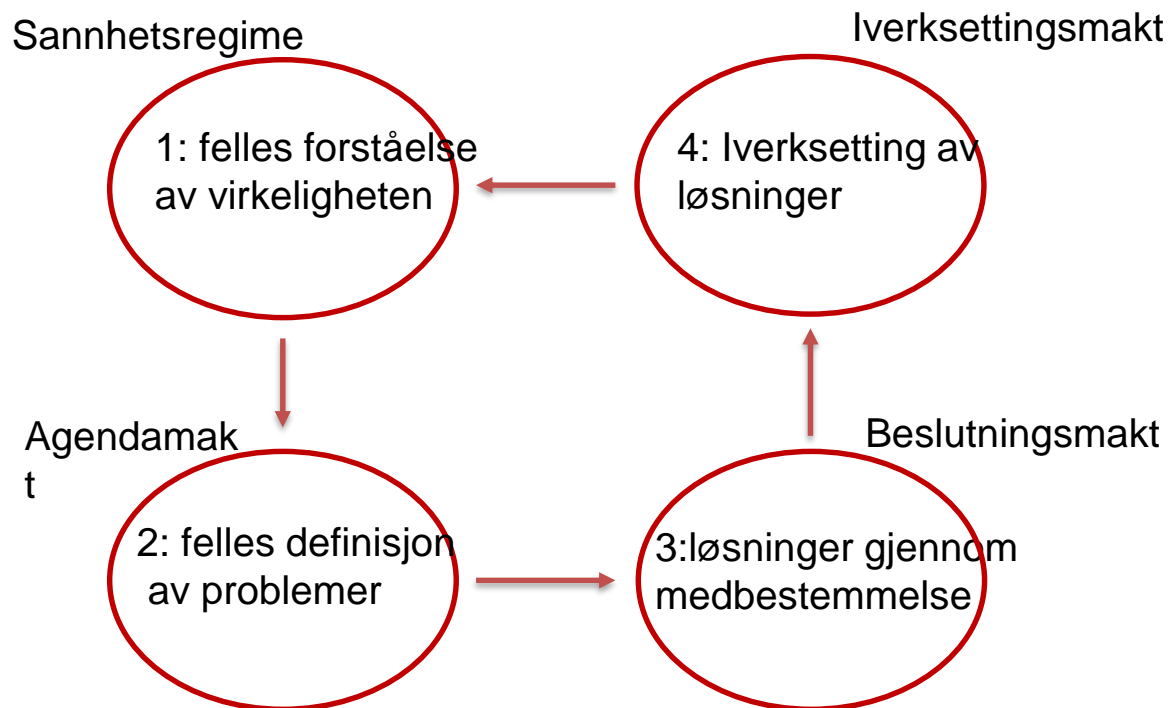 Sannhetsregime
Iverksettingsmakt
1: felles forståelse
av virkeligheten
4: Iverksetting av
løsninger
Agendamak
t
Beslutningsmakt
2: felles definisjon
av problemer
3:løsninger gjennom
medbestemmelse